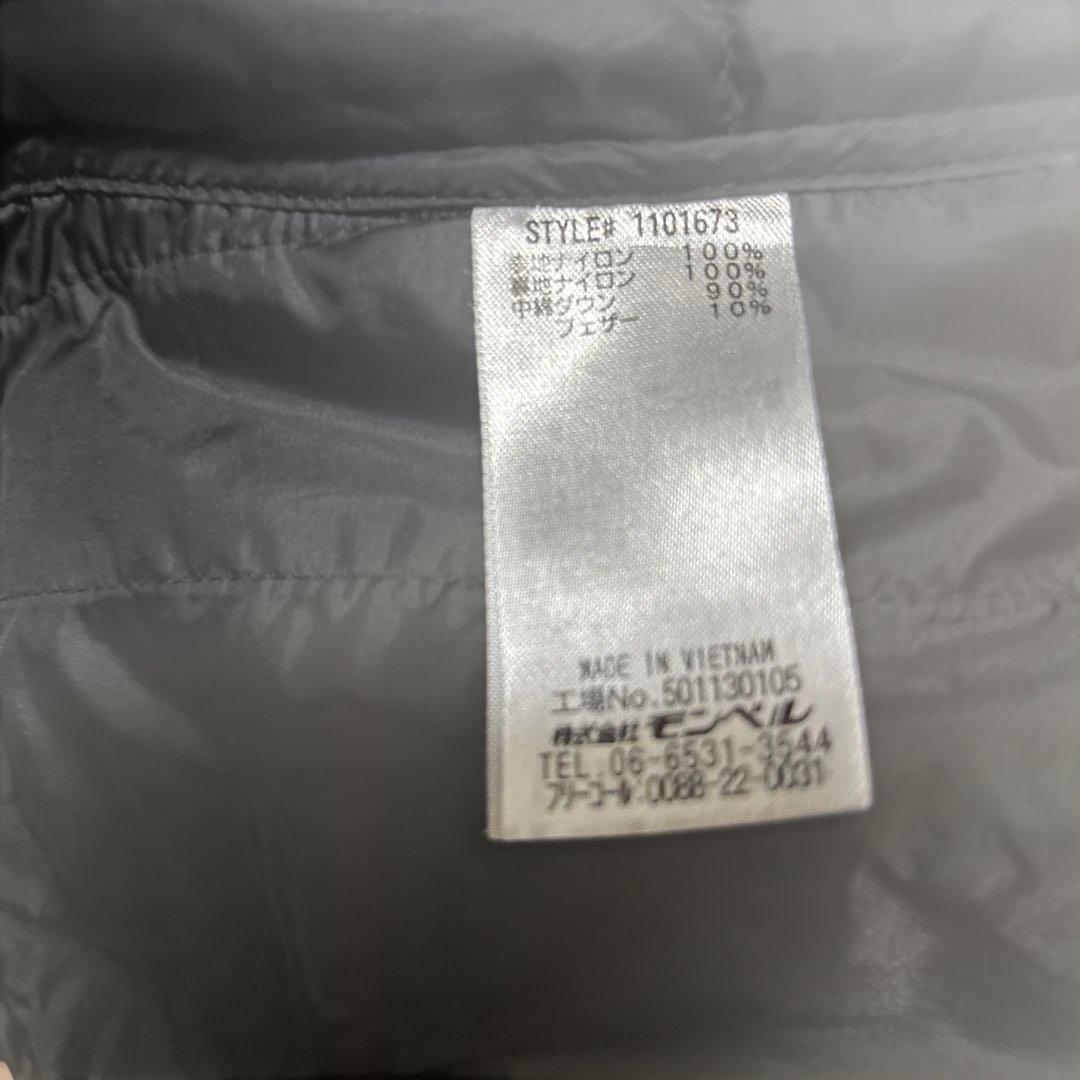 STYLE# 1101673
表地ナイロン 100%
裏地ナイロン 100%
中綿ダウン 90%
フェザー 10%
MADE IN VIETNAM
工場No.501130105
株式会社 モンベル
TEL.06-6531-3544
フリーコール:0088-22-0031